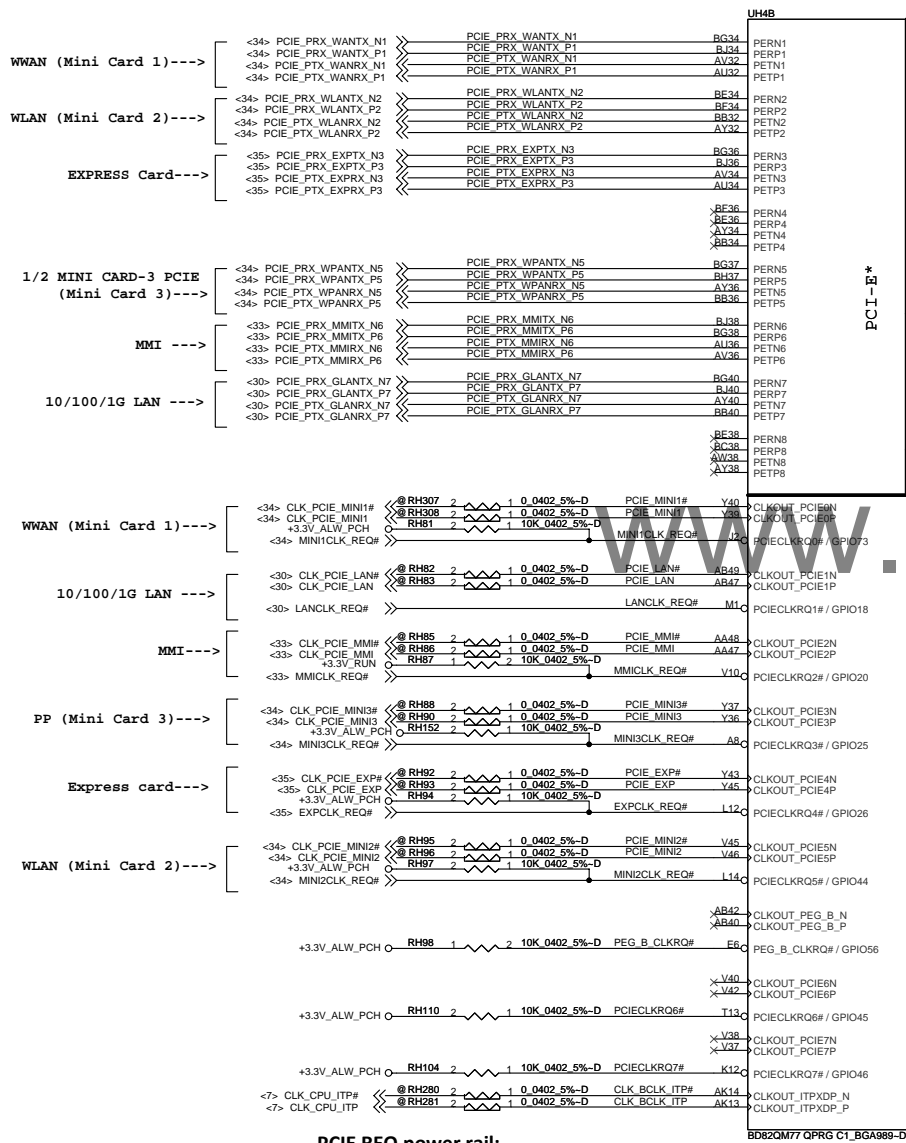 UH4B
WWAN (Mini Card 1)--->
<34> PCIE_PRX_WANTX_N1 PCIE_PRX_WANTX_N1 BG34 PERN1
<34> PCIE_PRX_WANTX_P1 PCIE_PRX_WANTX_P1 BJ34 PERP1
<34> PCIE_PTX_WANRX_N1 PCIE_PTX_WANRX_N1 AV32 PETN1
<34> PCIE_PTX_WANRX_P1 PCIE_PTX_WANRX_P1 AU32 PETP1
WLAN (Mini Card 2)--->
<34> PCIE_PRX_WLANTX_N2 PCIE_PRX_WLANTX_N2 BE34 PERN2
<34> PCIE_PRX_WLANTX_P2 PCIE_PRX_WLANTX_P2 BF34 PERP2
<34> PCIE_PTX_WLANRX_N2 PCIE_PTX_WLANRX_N2 BB32 PETN2
<34> PCIE_PTX_WLANRX_P2 PCIE_PTX_WLANRX_P2 AY32 PETP2
EXPRESS Card--->
<35> PCIE_PRX_EXPTX_N3 PCIE_PRX_EXPTX_N3 BG36 PERN3
<35> PCIE_PRX_EXPTX_P3 PCIE_PRX_EXPTX_P3 BJ36 PERP3
<35> PCIE_PTX_EXPRX_N3 PCIE_PTX_EXPRX_N3 AV34 PETN3
<35> PCIE_PTX_EXPRX_P3 PCIE_PTX_EXPRX_P3 AU34 PETP3
BF36 PERN4
BE36 PERP4
AY34 PETN4
BB34 PETP4
1/2 MINI CARD-3 PCIE
(Mini Card 3)--->
<34> PCIE_PRX_WPANTX_N5 PCIE_PRX_WPANTX_N5 BG37 PERN5
<34> PCIE_PRX_WPANTX_P5 PCIE_PRX_WPANTX_P5 BH37 PERP5
<34> PCIE_PTX_WPANRX_N5 PCIE_PTX_WPANRX_N5 AY36 PETN5
<34> PCIE_PTX_WPANRX_P5 PCIE_PTX_WPANRX_P5 BB36 PETP5
PCI-E*
MMI --->
<33> PCIE_PRX_MMITX_N6 PCIE_PRX_MMITX_N6 BJ38 PERN6
<33> PCIE_PRX_MMITX_P6 PCIE_PRX_MMITX_P6 BG38 PERP6
<33> PCIE_PTX_MMIRX_N6 PCIE_PTX_MMIRX_N6 AU36 PETN6
<33> PCIE_PTX_MMIRX_P6 PCIE_PTX_MMIRX_P6 AV36 PETP6
10/100/1G LAN --->
<30> PCIE_PRX_GLANTX_N7 PCIE_PRX_GLANTX_N7 BG40 PERN7
<30> PCIE_PRX_GLANTX_P7 PCIE_PRX_GLANTX_P7 BJ40 PERP7
<30> PCIE_PTX_GLANRX_N7 PCIE_PTX_GLANRX_N7 AY40 PETN7
<30> PCIE_PTX_GLANRX_P7 PCIE_PTX_GLANRX_P7 BB40 PETP7
BE38 PERN8
BC38 PERP8
AW38 PETN8
AY38 PETP8
WWAN (Mini Card 1)--->
<34> CLK_PCIE_MINI1# @RH307 2 1 0_0402_5%~D PCIE_MINI1# Y40 CLKOUT_PCIE0N
<34> CLK_PCIE_MINI1 @RH308 2 1 0_0402_5%~D PCIE_MINI1 Y39 CLKOUT_PCIE0P
+3.3V_ALW_PCH RH81 2 1 10K_0402_5%~D
<34> MINI1CLK_REQ# MINI1CLK_REQ# J2 PCIECLKRQ0# / GPIO73
www.
10/100/1G LAN --->
<30> CLK_PCIE_LAN# @RH82 2 1 0_0402_5%~D PCIE_LAN# AB49 CLKOUT_PCIE1N
<30> CLK_PCIE_LAN @RH83 2 1 0_0402_5%~D PCIE_LAN AB47 CLKOUT_PCIE1P
<30> LANCLK_REQ# LANCLK_REQ# M1 PCIECLKRQ1# / GPIO18
MMI--->
<33> CLK_PCIE_MMI# @RH85 2 1 0_0402_5%~D PCIE_MMI# AA48 CLKOUT_PCIE2N
<33> CLK_PCIE_MMI @RH86 2 1 0_0402_5%~D PCIE_MMI AA47 CLKOUT_PCIE2P
+3.3V_RUN RH87 1 2 10K_0402_5%~D
<33> MMICLK_REQ# MMICLK_REQ# V10 PCIECLKRQ2# / GPIO20
PP (Mini Card 3)--->
<34> CLK_PCIE_MINI3# @RH88 2 1 0_0402_5%~D PCIE_MINI3# Y37 CLKOUT_PCIE3N
<34> CLK_PCIE_MINI3 @RH90 2 1 0_0402_5%~D PCIE_MINI3 Y36 CLKOUT_PCIE3P
+3.3V_ALW_PCH RH152 2 1 10K_0402_5%~D
<34> MINI3CLK_REQ# MINI3CLK_REQ# A8 PCIECLKRQ3# / GPIO25
Express card--->
<35> CLK_PCIE_EXP# @RH92 2 1 0_0402_5%~D PCIE_EXP# Y43 CLKOUT_PCIE4N
<35> CLK_PCIE_EXP @RH93 2 1 0_0402_5%~D PCIE_EXP Y45 CLKOUT_PCIE4P
+3.3V_ALW_PCH RH94 2 1 10K_0402_5%~D
<35> EXPCLK_REQ# EXPCLK_REQ# L12 PCIECLKRQ4# / GPIO26
WLAN (Mini Card 2)--->
<34> CLK_PCIE_MINI2# @RH95 2 1 0_0402_5%~D PCIE_MINI2# V45 CLKOUT_PCIE5N
<34> CLK_PCIE_MINI2 @RH96 2 1 0_0402_5%~D PCIE_MINI2 V46 CLKOUT_PCIE5P
+3.3V_ALW_PCH RH97 2 1 10K_0402_5%~D
<34> MINI2CLK_REQ# MINI2CLK_REQ# L14 PCIECLKRQ5# / GPIO44
AB42 CLKOUT_PEG_B_N
AB40 CLKOUT_PEG_B_P
+3.3V_ALW_PCH RH98 1 2 10K_0402_5%~D PEG_B_CLKRQ# E6 PEG_B_CLKRQ# / GPIO56
V40 CLKOUT_PCIE6N
V42 CLKOUT_PCIE6P
+3.3V_ALW_PCH RH110 2 1 10K_0402_5%~D PCIECLKRQ6# T13 PCIECLKRQ6# / GPIO45
V38 CLKOUT_PCIE7N
V37 CLKOUT_PCIE7P
+3.3V_ALW_PCH RH104 2 1 10K_0402_5%~D PCIECLKRQ7# K12 PCIECLKRQ7# / GPIO46
<7> CLK_CPU_ITP# @RH280 2 1 0_0402_5%~D CLK_BCLK_ITP# AK14 CLKOUT_ITPXDP_N
<7> CLK_CPU_ITP @RH281 2 1 0_0402_5%~D CLK_BCLK_ITP AK13 CLKOUT_ITPXDP_P
BD82QM77 QPRG C1_BGA989~D
PCIE REQ power rail: